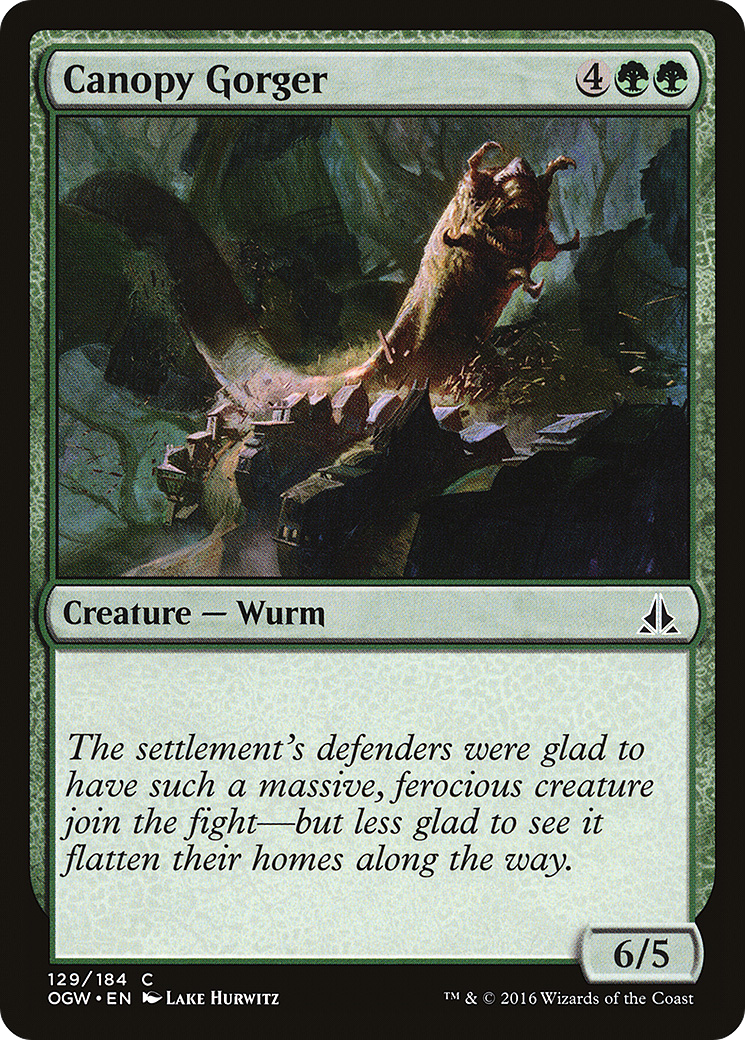 Canopy Gorger 4
Creature — Wurm
The settlement's defenders were glad to
have such a massive, ferocious creature
join the fight—but less glad to see it
flatten their homes along the way.
6/5
129/184 C
OGW • EN Lake Hurwitz
™ & © 2016 Wizards of the Coast